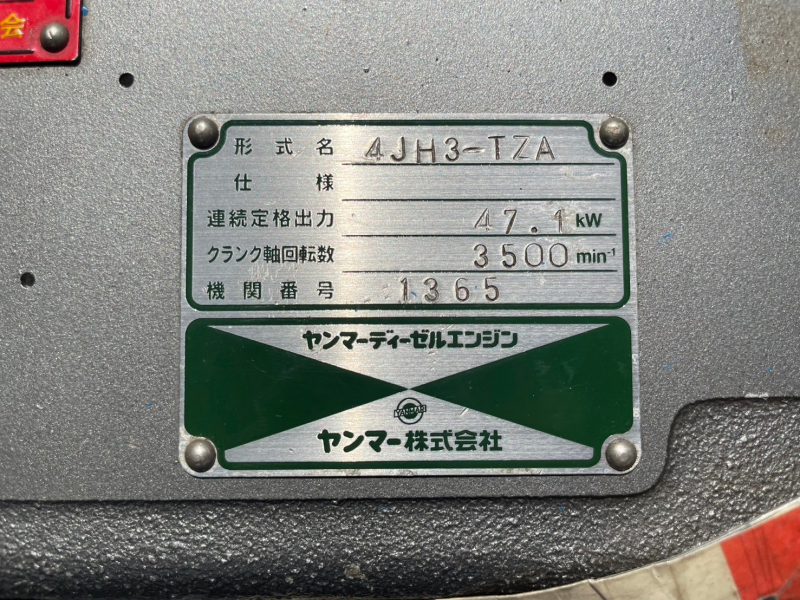 会
形式名 4JH3-TZA
仕様
連続定格出力 47.1 kW
クランク軸回転数 3500 min-1
機関番号 1365
ヤンマーディーゼルエンジン
YANMAR
ヤンマー株式会社